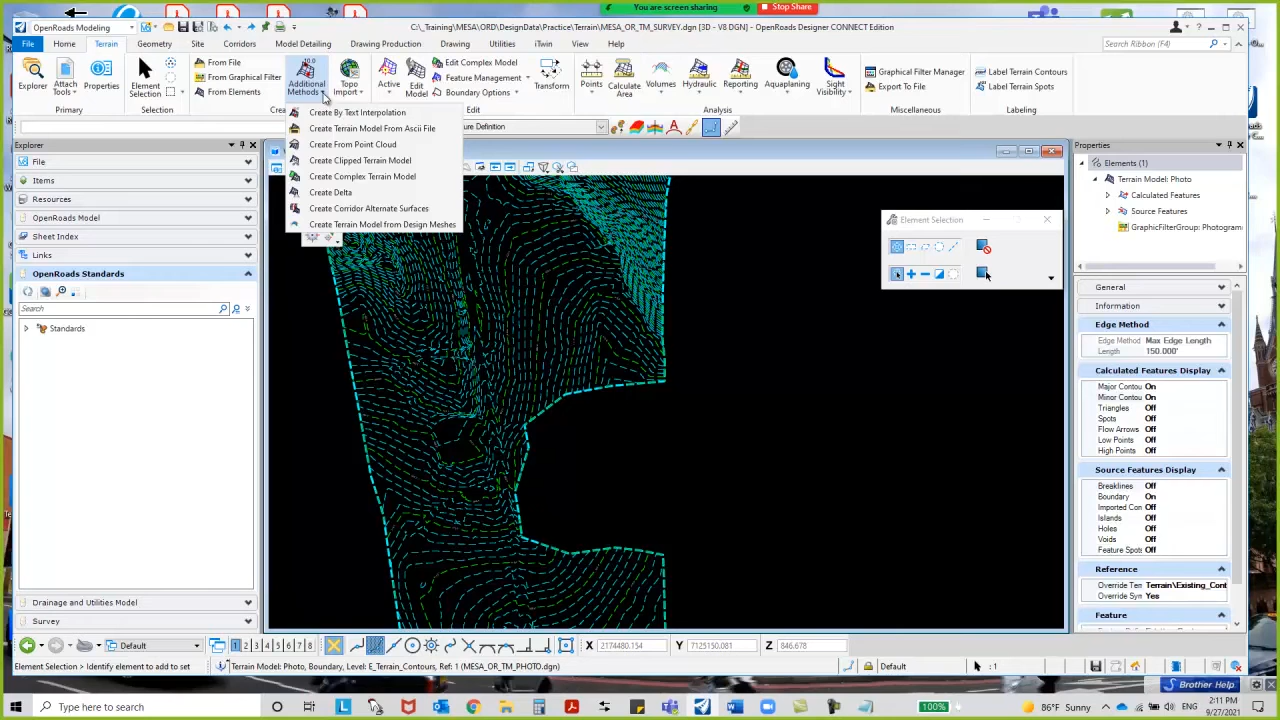 You are screen sharing
Stop Share
OpenRoads Modeling
C:\_Training\MESA\ORD\DesignData\Practice\Terrain\MESA_OR_TM_SURVEY.dgn [3D - V8 DGN] - OpenRoads Designer CONNECT Edition
File Home Terrain Geometry Site Corridors Model Detailing Drawing Production Drawing Utilities iTwin View Help
Search Ribbon (F4)
Explorer
Attach Tools
Properties
Primary
Element Selection
Selection
From File
From Graphical Filter
From Elements
Additional Methods
Topo Import
Active
Edit Model
Edit Complex Model
Feature Management
Boundary Options
Transform
Edit
Points
Calculate Area
Volumes
Hydraulic
Reporting
Aquaplaning
Sight Visibility
Analysis
Graphical Filter Manager
Export To File
Miscellaneous
Label Terrain Contours
Label Terrain Spots
Labeling
Create By Text Interpolation
Create Terrain Model From Ascii File
Create From Point Cloud
Create Clipped Terrain Model
Create Complex Terrain Model
Create Delta
Create Corridor Alternate Surfaces
Create Terrain Model from Design Meshes
Explorer
File
Items
Resources
OpenRoads Model
Sheet Index
Links
OpenRoads Standards
Search
Standards
Drainage and Utilities Model
Survey
Element Selection
Properties
Elements (1)
Terrain Model: Photo
Calculated Features
Source Features
GraphicFilterGroup: Photogramm
General
Information
Edge Method
Edge Method Max Edge Length
Length 150.000'
Calculated Features Display
Major Contou On
Minor Contou On
Triangles Off
Spots Off
Flow Arrows Off
Low Points Off
High Points Off
Source Features Display
Breaklines Off
Boundary On
Imported Con Off
Islands Off
Holes Off
Voids Off
Feature Spots Off
Reference
Override Ten Terrain\Existing_Cont
Override Sym Yes
Feature
Default
1 2 3 4 5 6 7 8
X 2174480.154 Y 7125150.081 Z 846.678
Element Selection > Identify element to add to set
Terrain Model: Photo, Boundary, Level: E_Terrain_Contours, Ref: 1 (MESA_OR_TM_PHOTO.dgn)
Default
: 1
Brother Help
Type here to search
100%
86°F Sunny
ENG
2:11 PM
9/27/2021